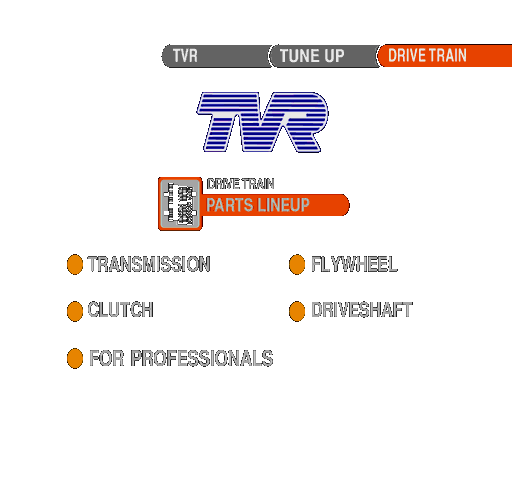 TVR TUNE UP DRIVE TRAIN
TVR
DRIVE TRAIN
PARTS LINEUP
TRANSMISSION FLYWHEEL
CLUTCH DRIVESHAFT
FOR PROFESSIONALS